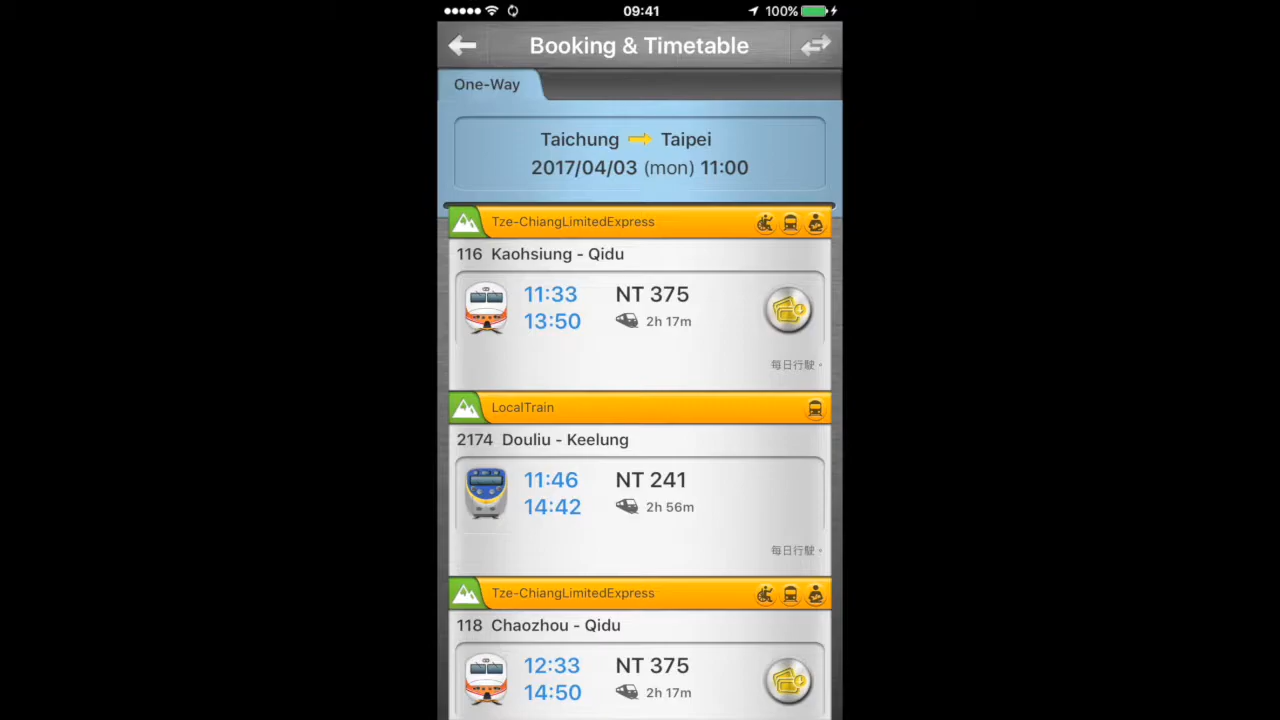 09:41
100%
Booking & Timetable
One-Way
Taichung Taipei
2017/04/03 (mon) 11:00
Tze-ChiangLimitedExpress
116 Kaohsiung - Qidu
11:33 NT 375
13:50 2h 17m
每日行駛。
LocalTrain
2174 Douliu - Keelung
11:46 NT 241
14:42 2h 56m
每日行駛。
Tze-ChiangLimitedExpress
118 Chaozhou - Qidu
12:33 NT 375
14:50 2h 17m